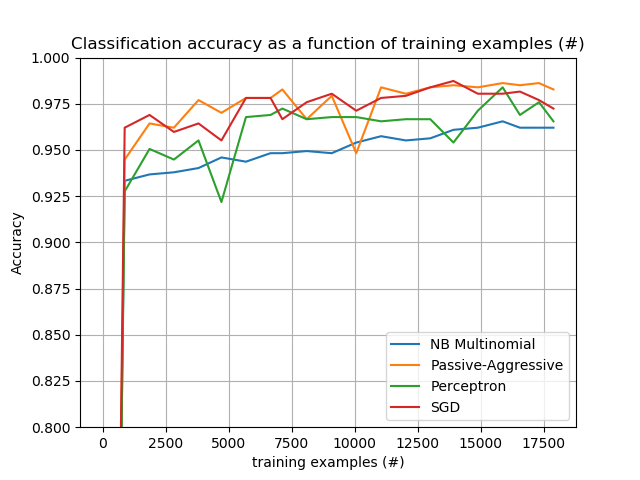 Classification accuracy as a function of training examples (#)
1.000
0.975
0.950
0.925
0.900
0.875
0.850
0.825
0.800
Accuracy
NB Multinomial
Passive-Aggressive
Perceptron
SGD
0 2500 5000 7500 10000 12500 15000 17500
training examples (#)